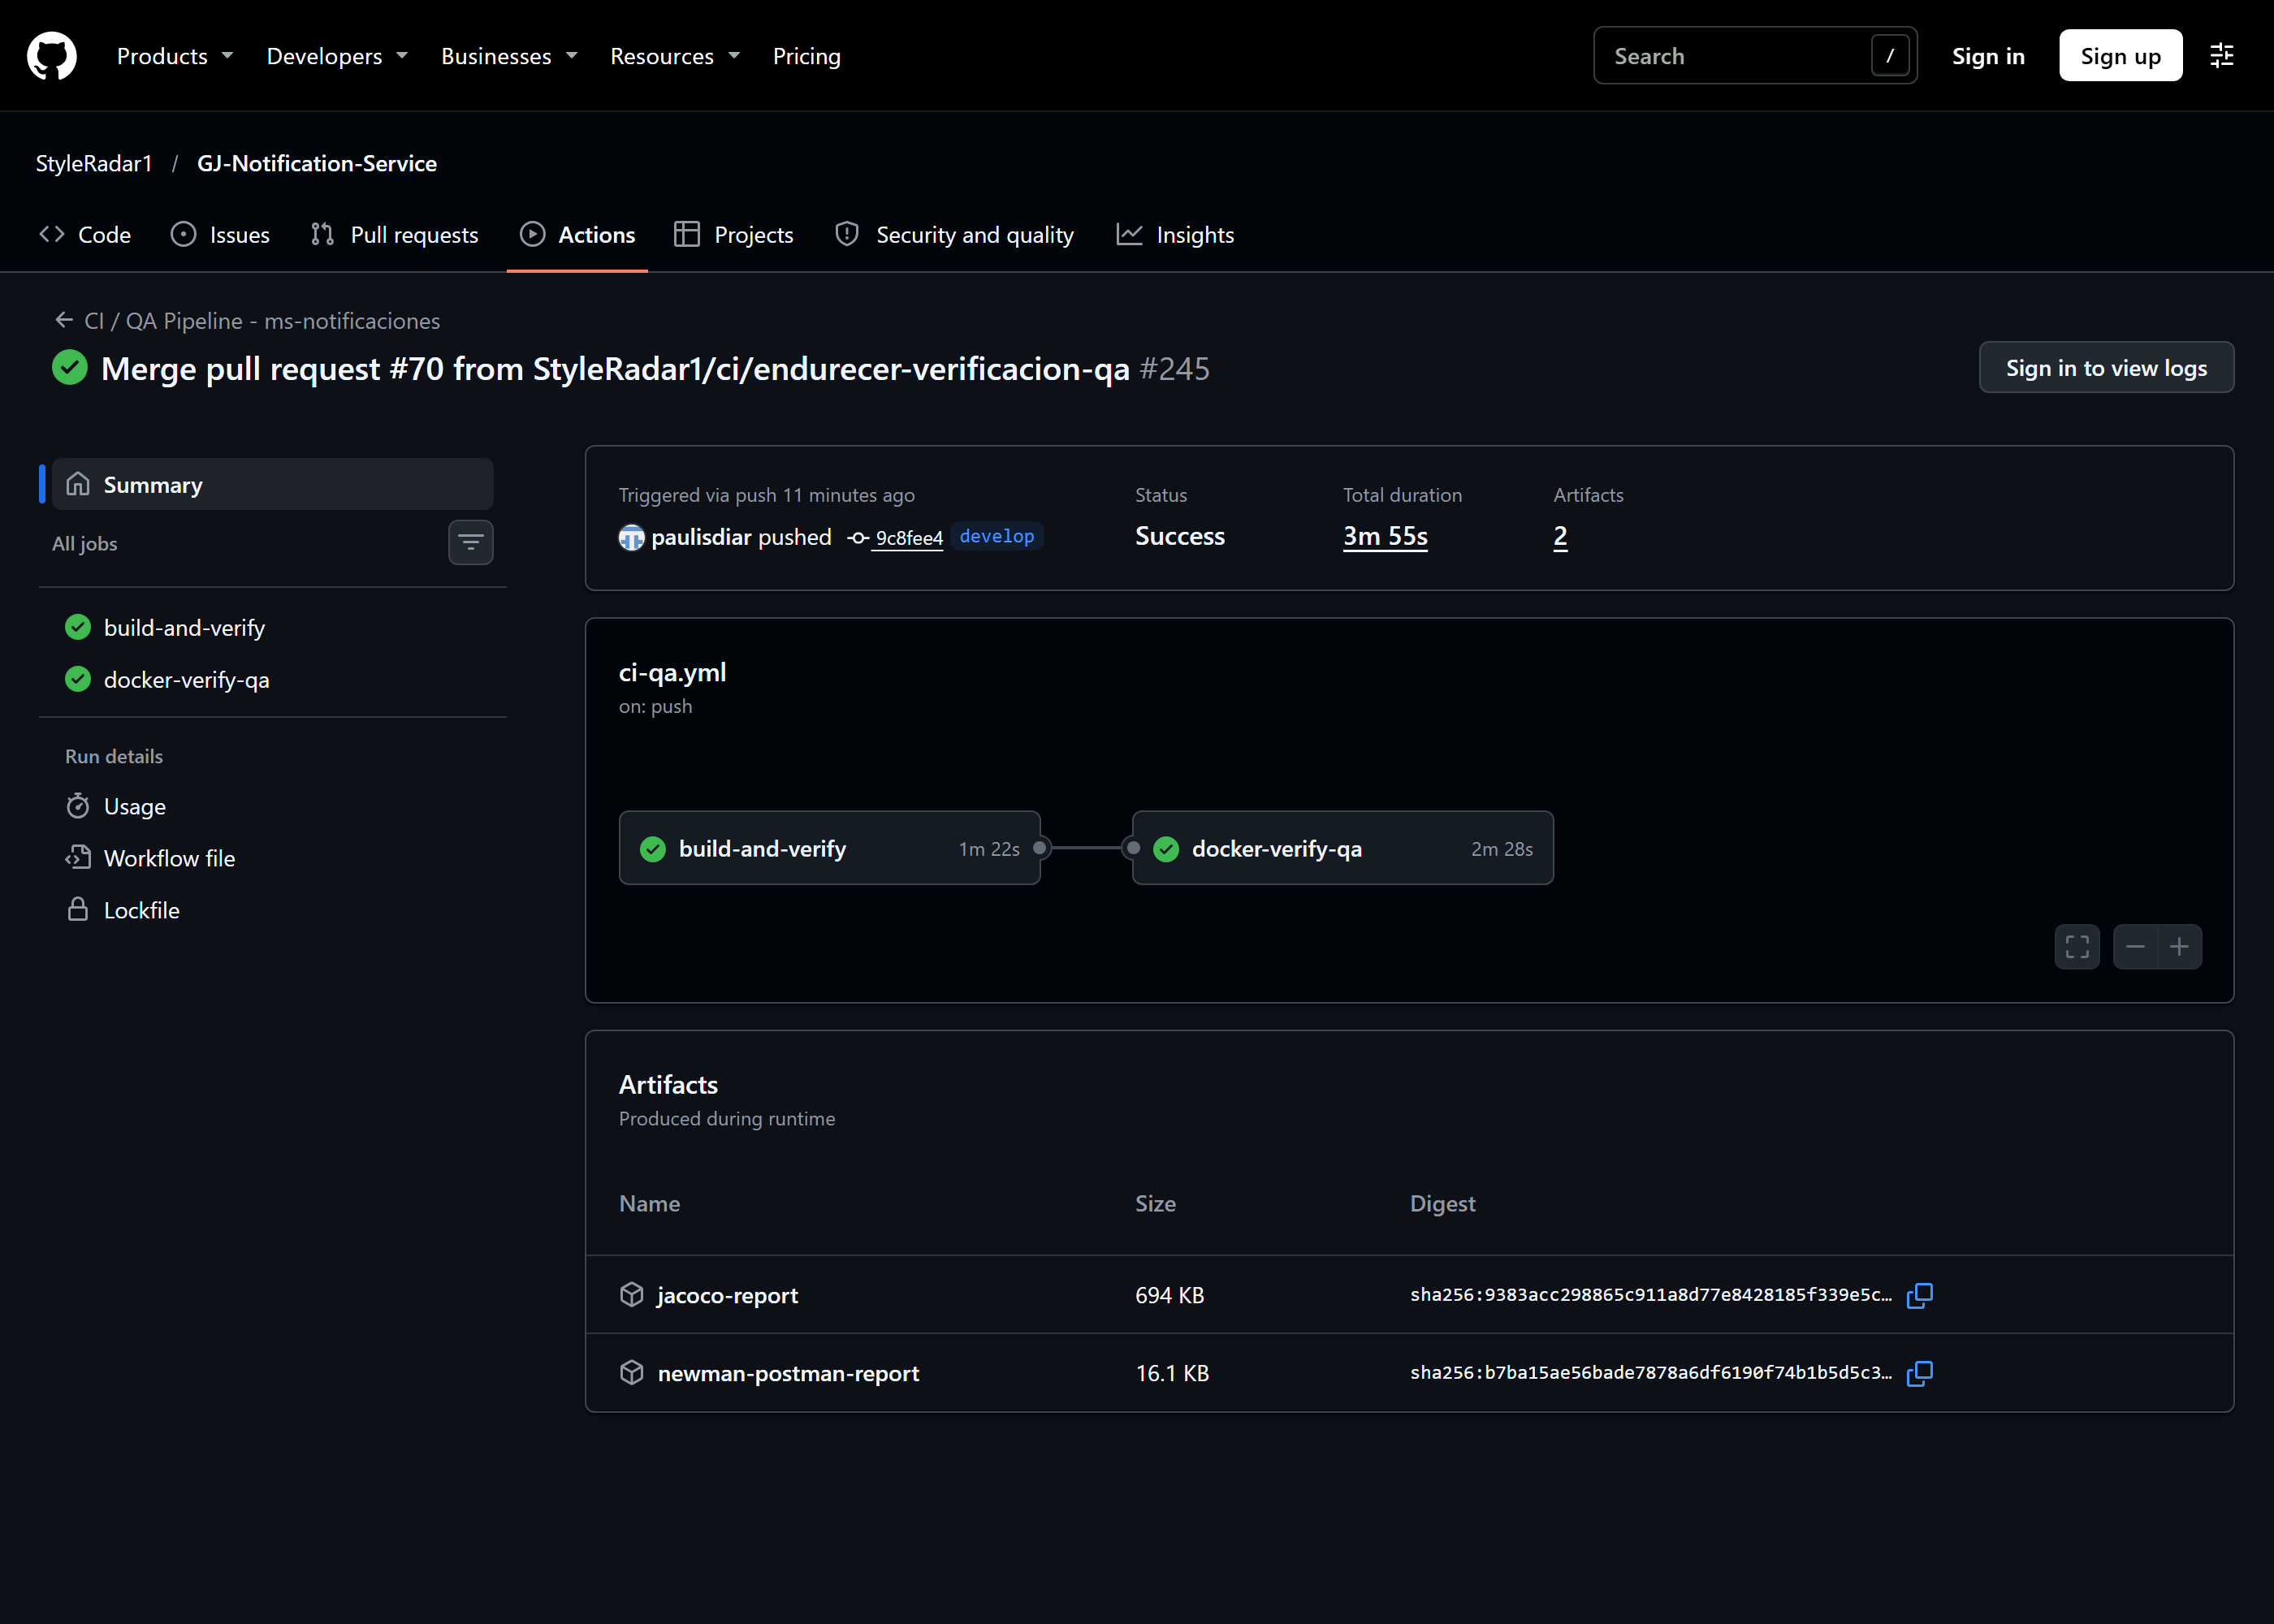 Products Developers Businesses Resources Pricing Search / Sign in Sign up
StyleRadar1 / GJ-Notification-Service
Code Issues Pull requests Actions Projects Security and quality Insights
CI / QA Pipeline - ms-notificaciones
Merge pull request #70 from StyleRadar1/ci/endurecer-verificacion-qa #245
Sign in to view logs
Summary
All jobs
build-and-verify
docker-verify-qa
Run details
Usage
Workflow file
Lockfile
Triggered via push 11 minutes ago
paulisdiar pushed 9c8fee4 develop
Status
Success
Total duration
3m 55s
Artifacts
2
ci-qa.yml
on: push
build-and-verify 1m 22s
docker-verify-qa 2m 28s
Artifacts
Produced during runtime
Name Size Digest
jacoco-report 694 KB sha256:9383acc298865c911a8d77e8428185f339e5c…
newman-postman-report 16.1 KB sha256:b7ba15ae56bade7878a6df6190f74b1b5d5c3…